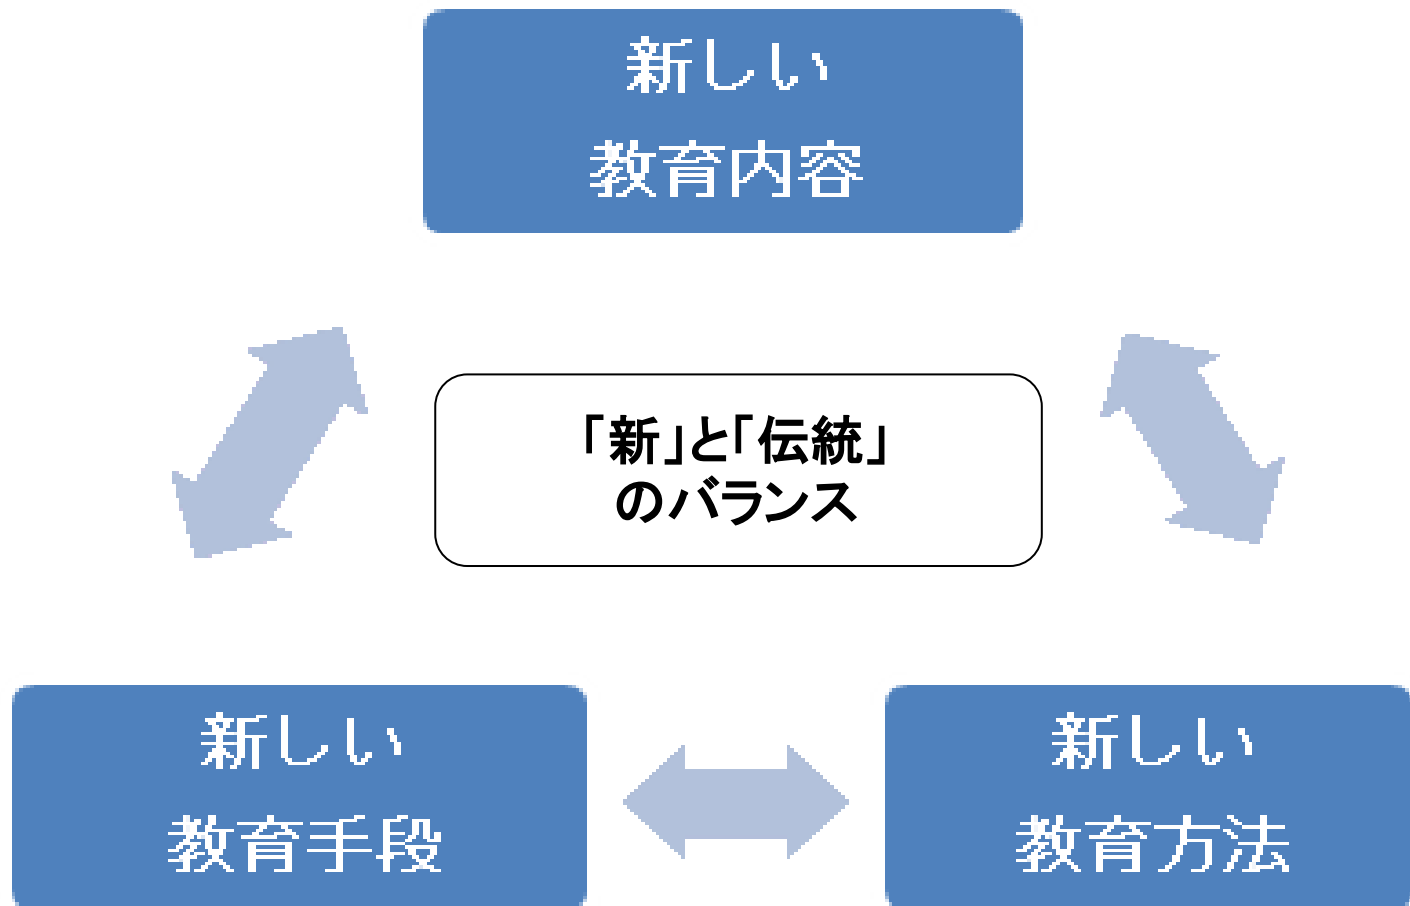 新しい
教育内容
「新」と「伝統」
のバランス
新しい
教育手段
新しい
教育方法